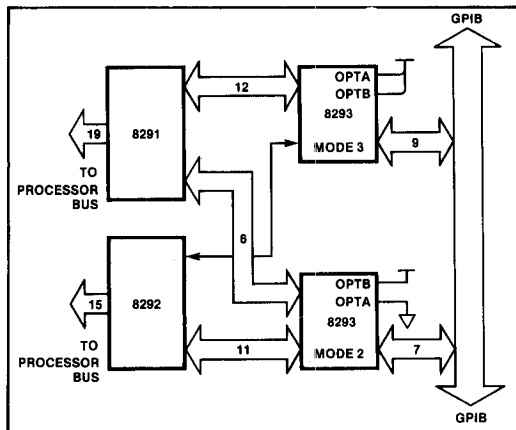 GPIB
12
OPTA
OPTB
8293
MODE 3
8291
19
TO
PROCESSOR
BUS
9
6
8292
15
TO
PROCESSOR
BUS
11
OPTB
OPTA
8293
MODE 2
7
GPIB